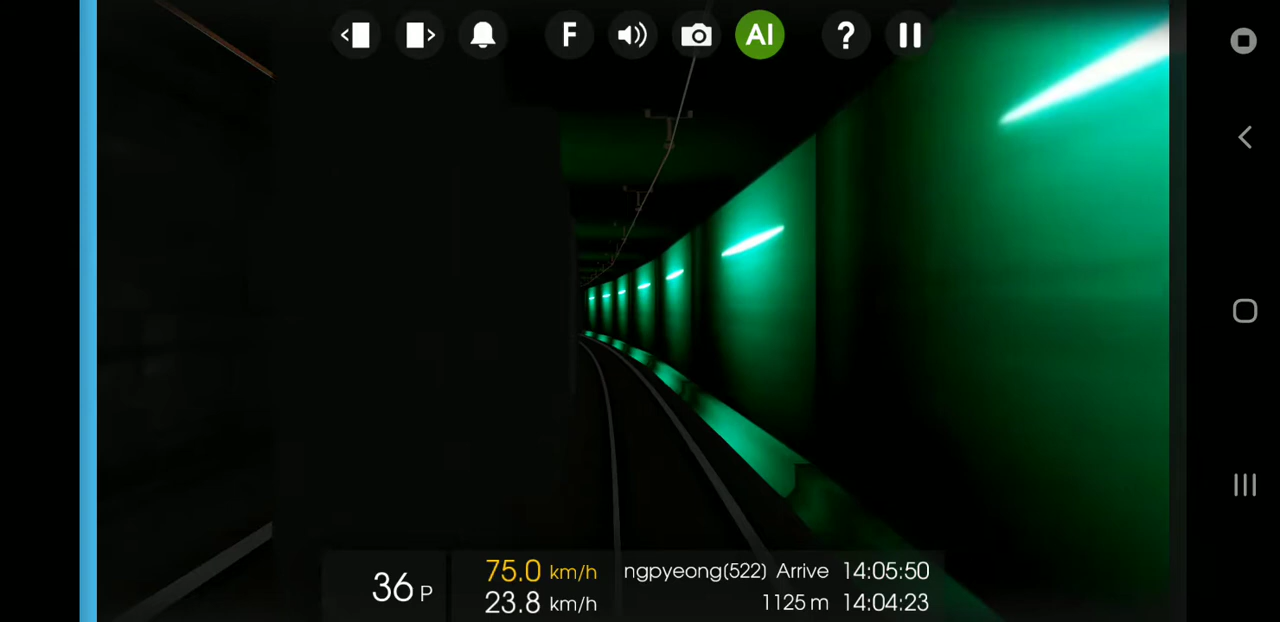 F AI ?
36 P
75.0 km/h
23.8 km/h
ngpyeong(522) Arrive 14:05:50
1125 m 14:04:23